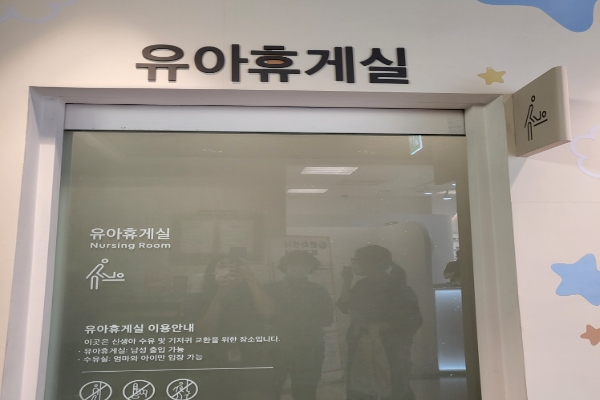 유아휴게실
유아휴게실
Nursing Room
유아휴게실 이용안내
이곳은 신생아 수유 및 기저귀 교환을 위한 장소입니다.
· 유아휴게실: 남성 출입 가능
· 수유실: 엄마와 아이만 입장 가능